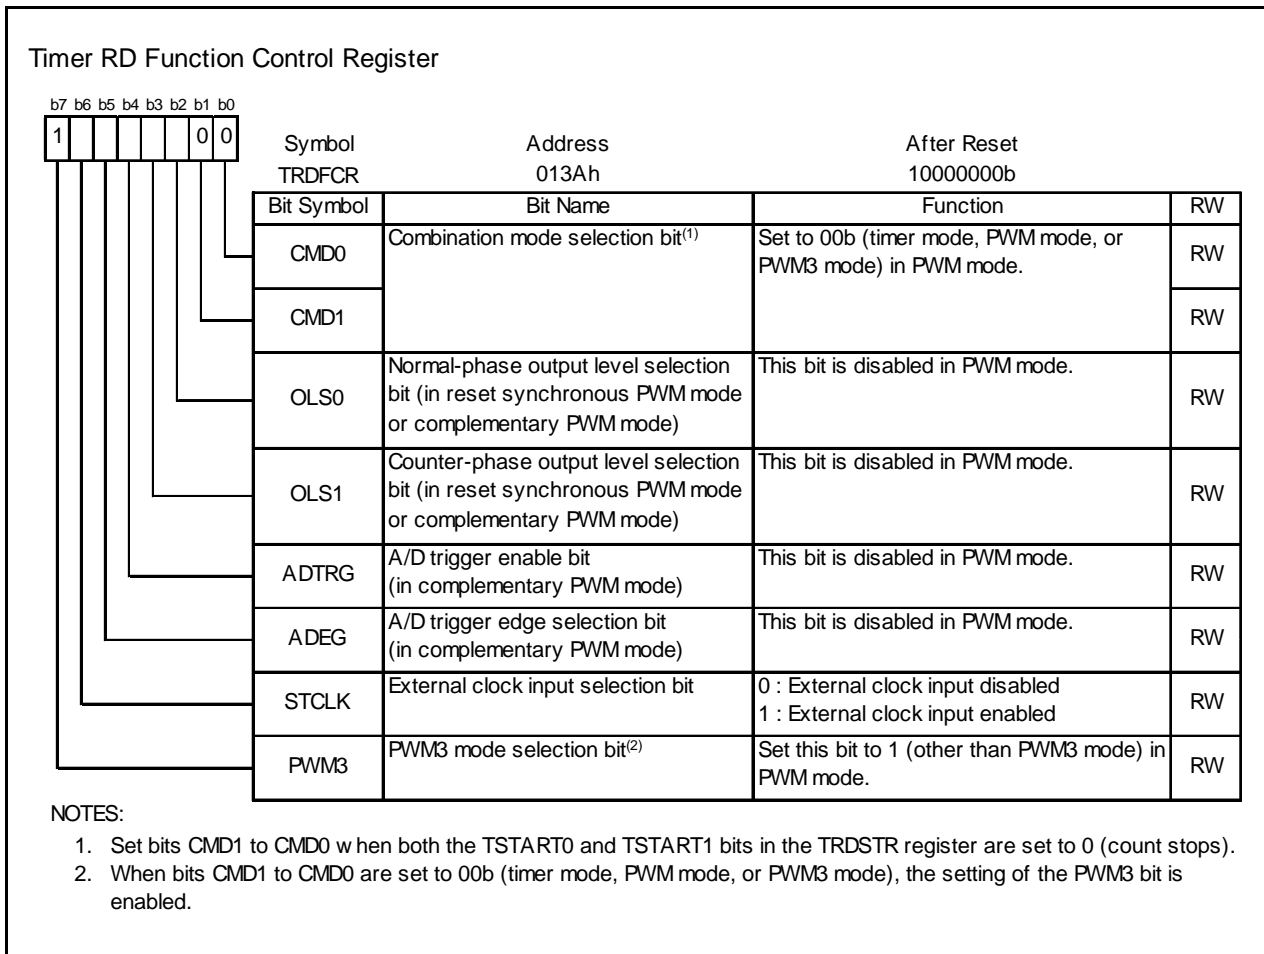 Timer RD Function Control Register
b7 b6 b5 b4 b3 b2 b1 b0
1 0 0
Symbol Address After Reset
TRDFCR 013Ah 10000000b
Bit Symbol Bit Name Function RW
CMD0 Combination mode selection bit(1) Set to 00b (timer mode, PWM mode, or RW
PWM3 mode) in PWM mode.
CMD1 RW
Normal-phase output level selection This bit is disabled in PWM mode.
OLS0 bit (in reset synchronous PWM mode RW
or complementary PWM mode)
Counter-phase output level selection This bit is disabled in PWM mode.
OLS1 bit (in reset synchronous PWM mode RW
or complementary PWM mode)
ADTRG A/D trigger enable bit This bit is disabled in PWM mode. RW
(in complementary PWM mode)
ADEG A/D trigger edge selection bit This bit is disabled in PWM mode. RW
(in complementary PWM mode)
STCLK External clock input selection bit 0 : External clock input disabled RW
1 : External clock input enabled
PWM3 PWM3 mode selection bit(2) Set this bit to 1 (other than PWM3 mode) in RW
PWM mode.
NOTES:
1. Set bits CMD1 to CMD0 when both the TSTART0 and TSTART1 bits in the TRDSTR register are set to 0 (count stops).
2. When bits CMD1 to CMD0 are set to 00b (timer mode, PWM mode, or PWM3 mode), the setting of the PWM3 bit is
enabled.